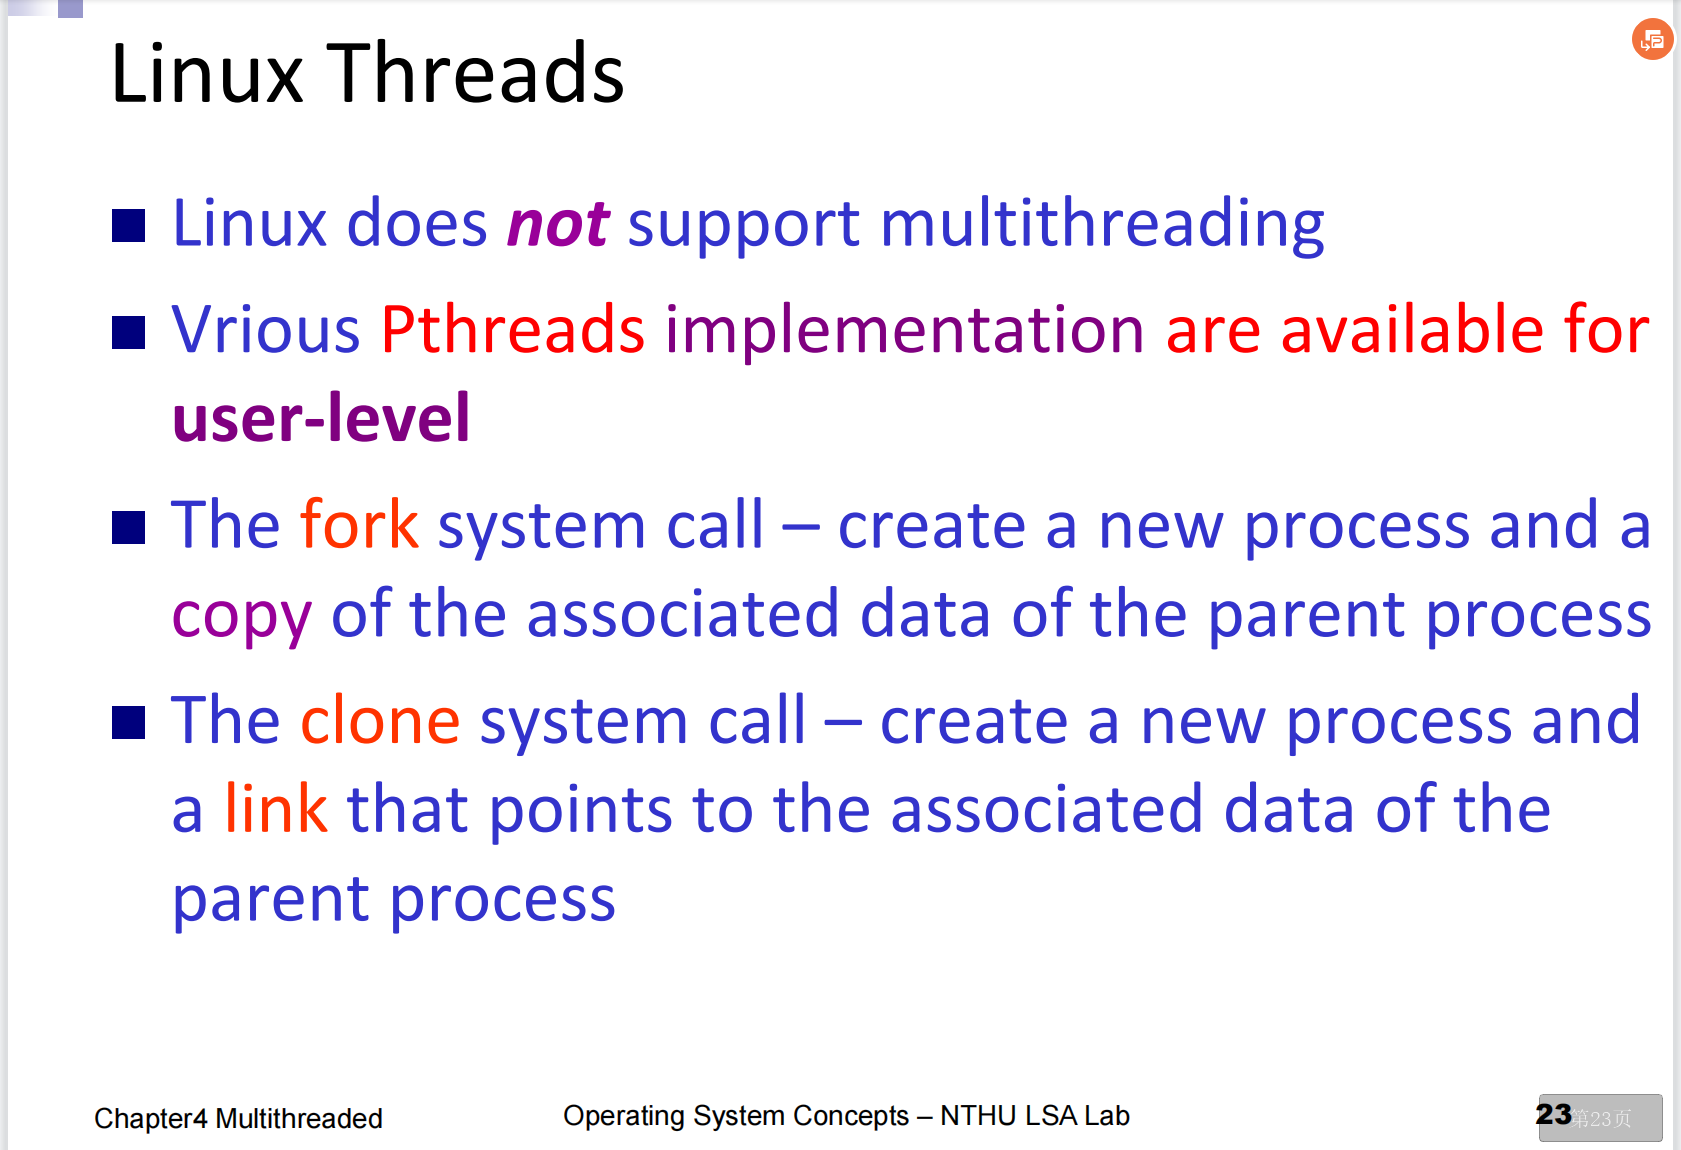 Linux Threads
Linux does not support multithreading
Vrious Pthreads implementation are available for
user-level
The fork system call – create a new process and a
copy of the associated data of the parent process
The clone system call – create a new process and
a link that points to the associated data of the
parent process
Chapter4 Multithreaded
Operating System Concepts – NTHU LSA Lab
23
第23页